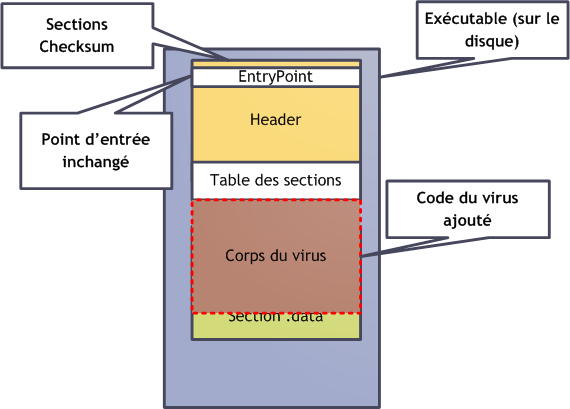 Sections
Checksum
Exécutable (sur le
disque)
EntryPoint
Point d’entrée
inchangé
Header
Table des sections
Code du virus
ajouté
Corps du virus
Section .data